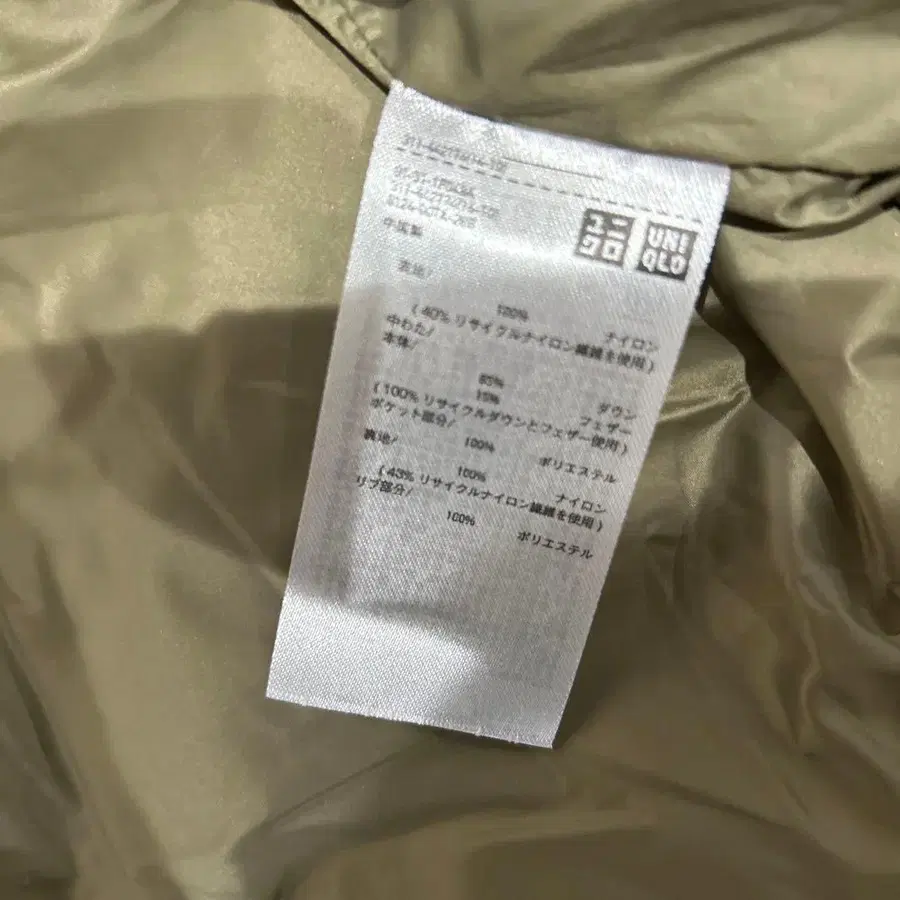 ユニ
クロ
UNI
QLO
中国製
表地/
100% ナイロン
( 40% リサイクルナイロン繊維を使用 )
中わた/
本体/
85% ダウン
15% フェザー
( 100% リサイクルダウンとフェザー使用 )
ポケット部分/
100% ポリエステル
裏地/
100% ナイロン
( 43% リサイクルナイロン繊維を使用 )
リブ部分/
100% ポリエステル